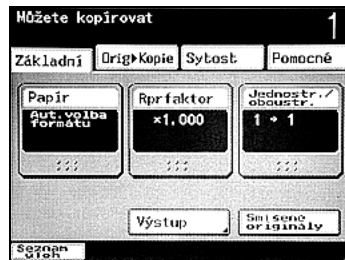 Můžete kopírovat 1
Základní Orig▸Kopie Sytost Pomocné
Papír
Aut.volba
formátu
Rprfaktor
×1.000
Jednostr./
oboustr.
1 → 1
Výstup
Smísené
originály
Seznam
úloh